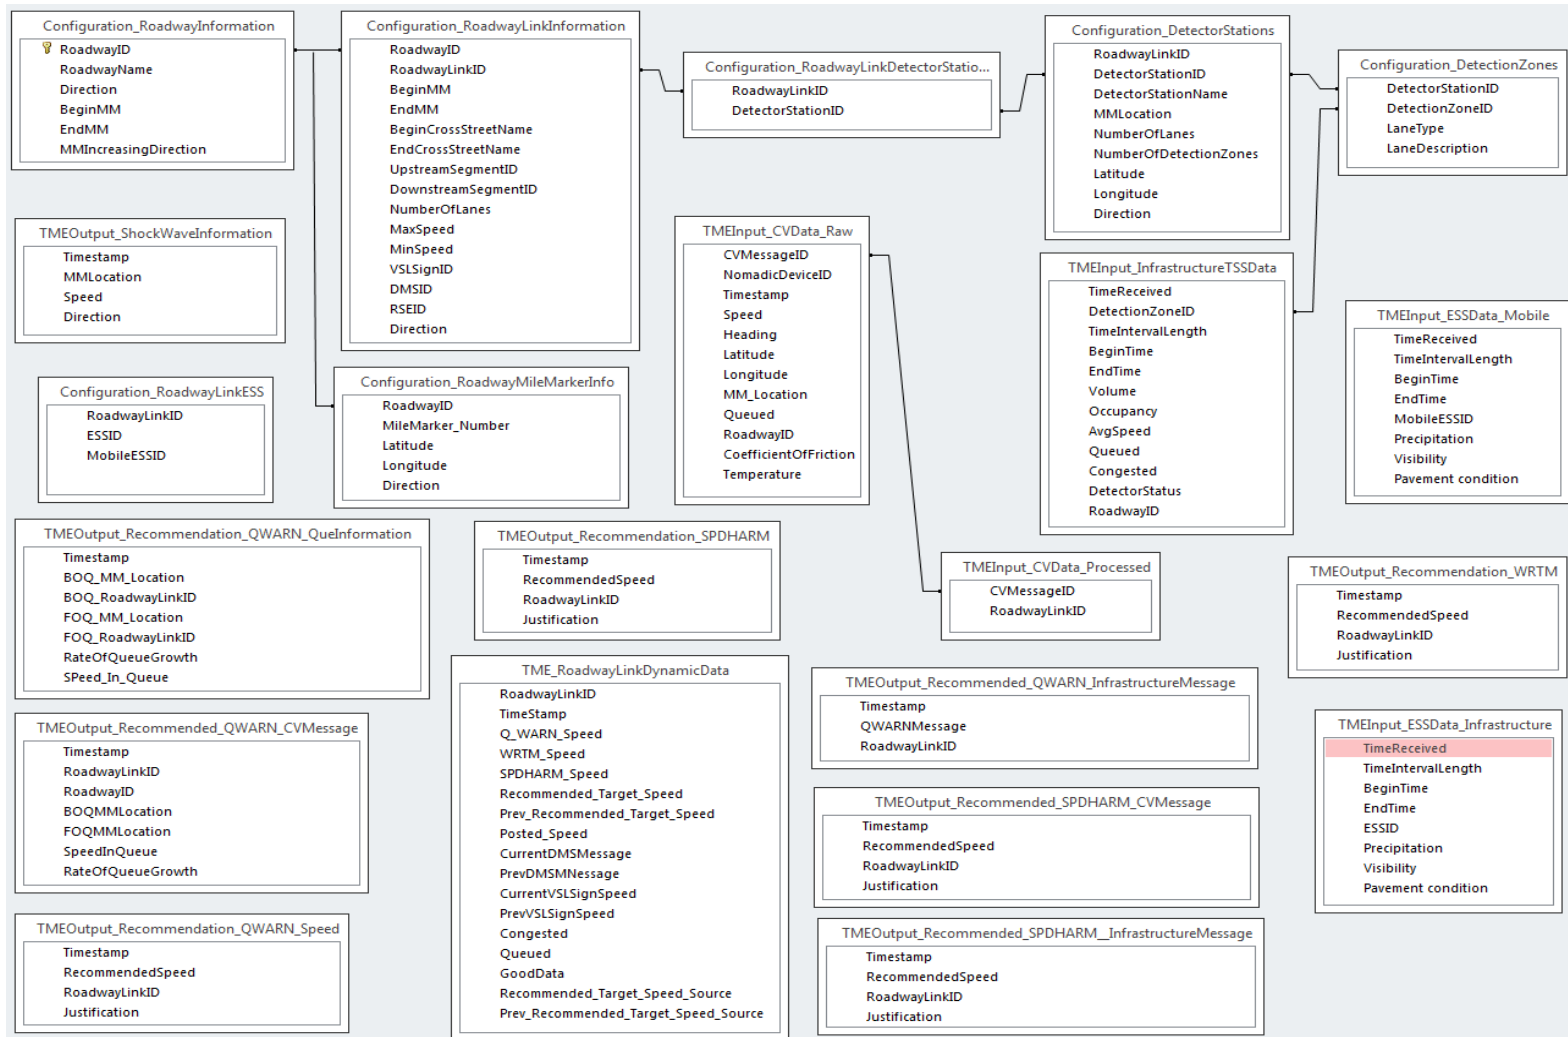 Configuration_RoadwayInformation
RoadwayID
RoadwayName
Direction
BeginMM
EndMM
MMIncreasingDirection
Configuration_RoadwayLinkInformation
RoadwayID
RoadwayLinkID
BeginMM
EndMM
BeginCrossStreetName
EndCrossStreetName
UpstreamSegmentID
DownstreamSegmentID
NumberOfLanes
MaxSpeed
MinSpeed
VSLSignID
DMSID
RSEID
Direction
Configuration_RoadwayLinkDetectorStatio...
RoadwayLinkID
DetectorStationID
Configuration_DetectorStations
RoadwayLinkID
DetectorStationID
DetectorStationName
MMLocation
NumberOfLanes
NumberOfDetectionZones
Latitude
Longitude
Direction
Configuration_DetectionZones
DetectorStationID
DetectionZoneID
LaneType
LaneDescription
TMEOutput_ShockWaveInformation
Timestamp
MMLocation
Speed
Direction
TMEInput_CVData_Raw
CVMessageID
NomadicDeviceID
Timestamp
Speed
Heading
Latitude
Longitude
MM_Location
Queued
RoadwayID
CoefficientOfFriction
Temperature
TMEInput_InfrastructureTSSData
TimeReceived
DetectionZoneID
TimeIntervalLength
BeginTime
EndTime
Volume
Occupancy
AvgSpeed
Queued
Congested
DetectorStatus
RoadwayID
TMEInput_ESSData_Mobile
TimeReceived
TimeIntervalLength
BeginTime
EndTime
MobileESSID
Precipitation
Visibility
Pavement condition
Configuration_RoadwayLinkESS
RoadwayLinkID
ESSID
MobileESSID
Configuration_RoadwayMileMarkerInfo
RoadwayID
MileMarker_Number
Latitude
Longitude
Direction
TMEOutput_Recommendation_QWARN_QueInformation
Timestamp
BOQ_MM_Location
BOQ_RoadwayLinkID
FOQ_MM_Location
FOQ_RoadwayLinkID
RateOfQueueGrowth
SPeed_In_Queue
TMEOutput_Recommendation_SPDHARM
Timestamp
RecommendedSpeed
RoadwayLinkID
Justification
TMEInput_CVData_Processed
CVMessageID
RoadwayLinkID
TMEOutput_Recommendation_WRTM
Timestamp
RecommendedSpeed
RoadwayLinkID
Justification
TMEOutput_Recommended_QWARN_CVMessage
Timestamp
RoadwayLinkID
RoadwayID
BOQMMLocation
FOQMMLocation
SpeedInQueue
RateOfQueueGrowth
TME_RoadwayLinkDynamicData
RoadwayLinkID
TimeStamp
Q_WARN_Speed
WRTM_Speed
SPDHARM_Speed
Recommended_Target_Speed
Prev_Recommended_Target_Speed
Posted_Speed
CurrentDMSMessage
PrevDMSMNessage
CurrentVSLSignSpeed
PrevVSLSignSpeed
Congested
Queued
GoodData
Recommended_Target_Speed_Source
Prev_Recommended_Target_Speed_Source
TMEOutput_Recommended_QWARN_InfrastructureMessage
Timestamp
QWARNMessage
RoadwayLinkID
TMEInput_ESSData_Infrastructure
TimeReceived
TimeIntervalLength
BeginTime
EndTime
ESSID
Precipitation
Visibility
Pavement condition
TMEOutput_Recommended_SPDHARM_CVMessage
Timestamp
RecommendedSpeed
RoadwayLinkID
Justification
TMEOutput_Recommendation_QWARN_Speed
Timestamp
RecommendedSpeed
RoadwayLinkID
Justification
TMEOutput_Recommended_SPDHARM__InfrastructureMessage
Timestamp
RecommendedSpeed
RoadwayLinkID
Justification